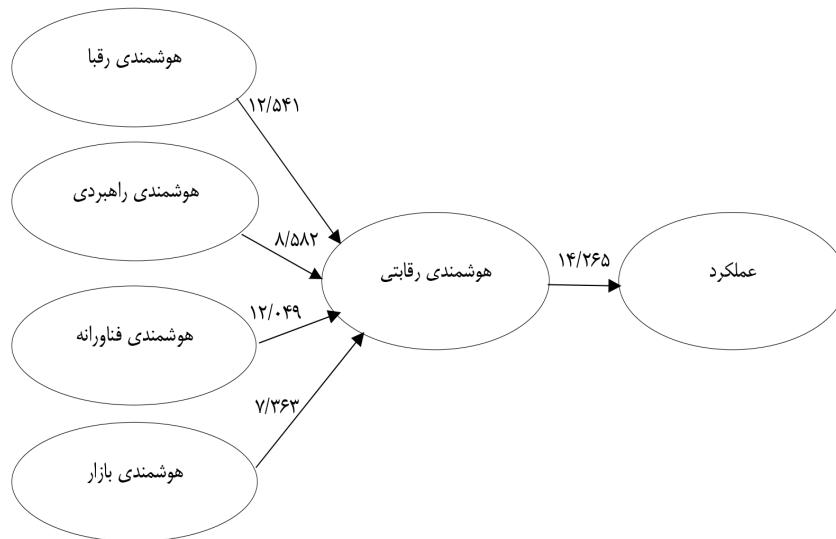 هوشمندی رقبا
۱۲/۵۴۱
هوشمندی راهبردی
۸/۵۸۲
هوشمندی رقابتی
۱۴/۲۶۵
عملکرد
هوشمندی فناورانه
۱۲/۰۴۹
۷/۳۶۳
هوشمندی بازار